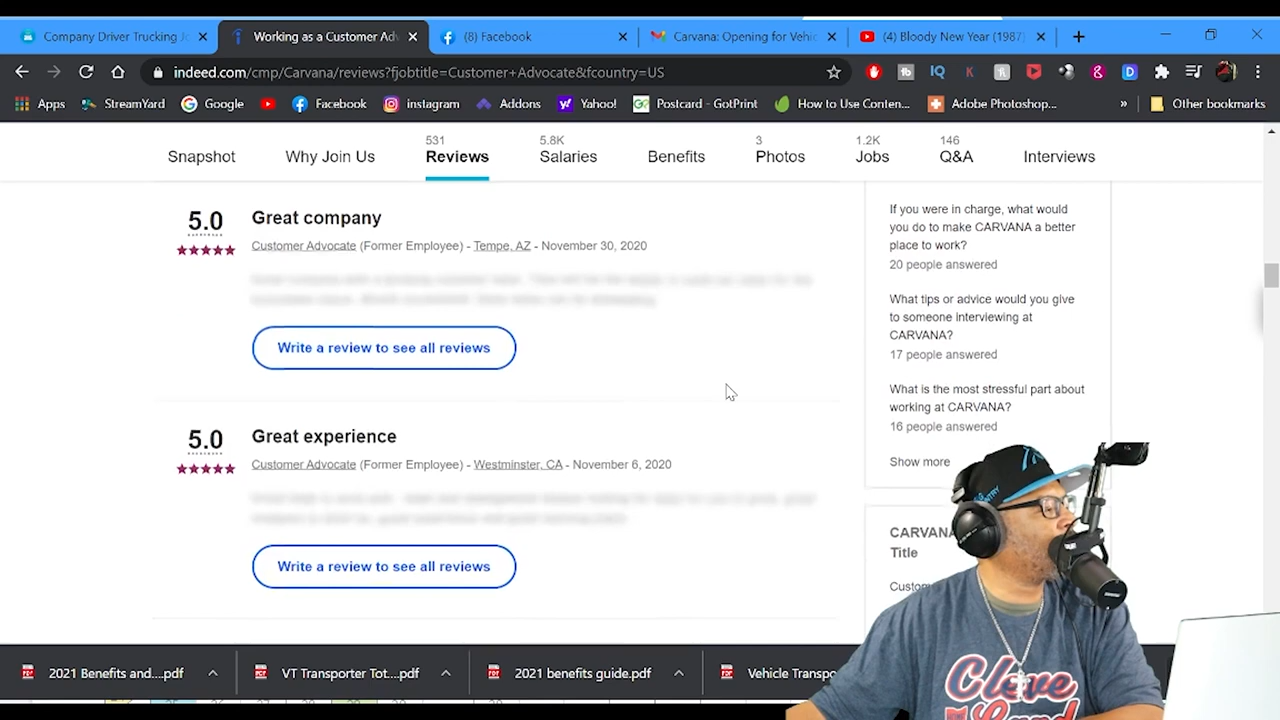 Company Driver Trucking Jo
Working as a Customer Adv
(8) Facebook
Carvana: Opening for Vehic
(4) Bloody New Year (1987)
indeed.com/cmp/Carvana/reviews?fjobtitle=Customer+Advocate&fcountry=US
Apps
StreamYard
Google
Facebook
instagram
Addons
Yahoo!
Postcard - GotPrint
How to Use Conten...
Adobe Photoshop...
»
Other bookmarks
Snapshot
Why Join Us
531
Reviews
5.8K
Salaries
Benefits
3
Photos
1.2K
Jobs
146
Q&A
Interviews
5.0
Great company
Customer Advocate (Former Employee) - Tempe, AZ - November 30, 2020
Write a review to see all reviews
5.0
Great experience
Customer Advocate (Former Employee) - Westminster, CA - November 6, 2020
Write a review to see all reviews
If you were in charge, what would
you do to make CARVANA a better
place to work?
20 people answered
What tips or advice would you give
to someone interviewing at
CARVANA?
17 people answered
What is the most stressful part about
working at CARVANA?
16 people answered
Show more
CARVANA
Title
Custom
2021 Benefits and....pdf
VT Transporter Tot....pdf
2021 benefits guide.pdf
Vehicle Transpo
Cleve
Land